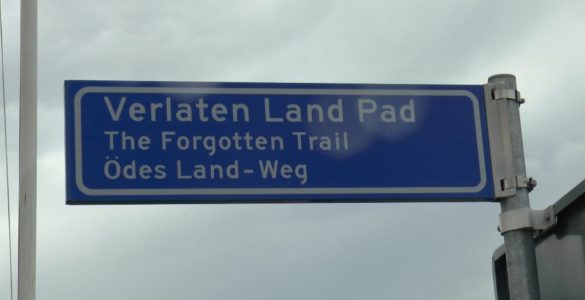 Verlaten Land Pad
The Forgotten Trail
Ödes Land-Weg